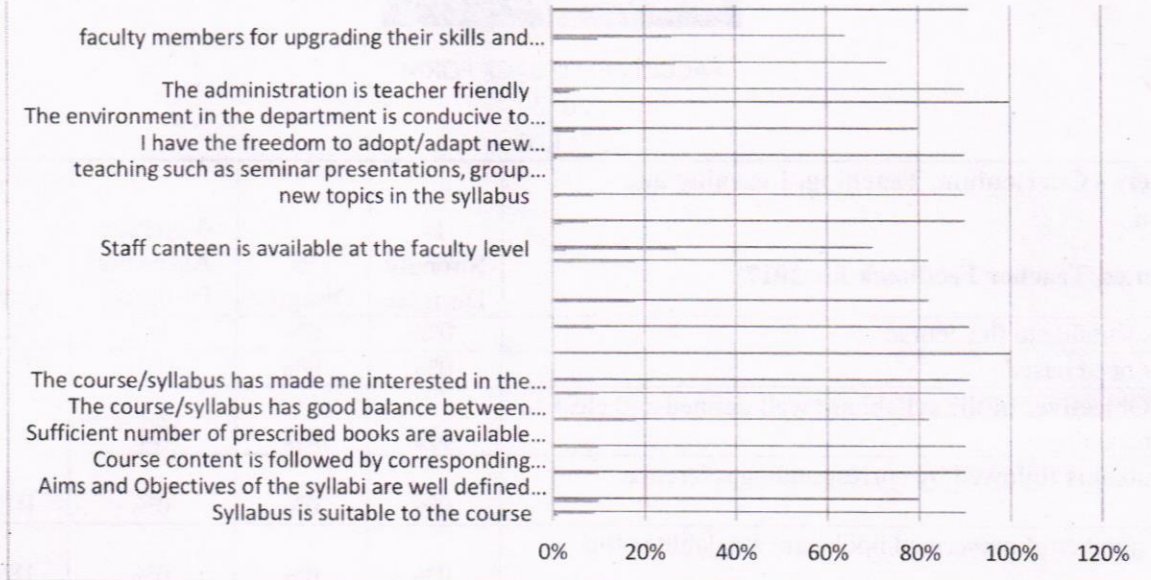 faculty members for upgrading their skills and...
The administration is teacher friendly
The environment in the department is conducive to...
I have the freedom to adopt/adapt new...
teaching such as seminar presentations, group...
new topics in the syllabus
Staff canteen is available at the faculty level
The course/syllabus has made me interested in the...
The course/syllabus has good balance between...
Sufficient number of prescribed books are available...
Course content is followed by corresponding...
Aims and Objectives of the syllabi are well defined...
Syllabus is suitable to the course
0% 20% 40% 60% 80% 100% 120%